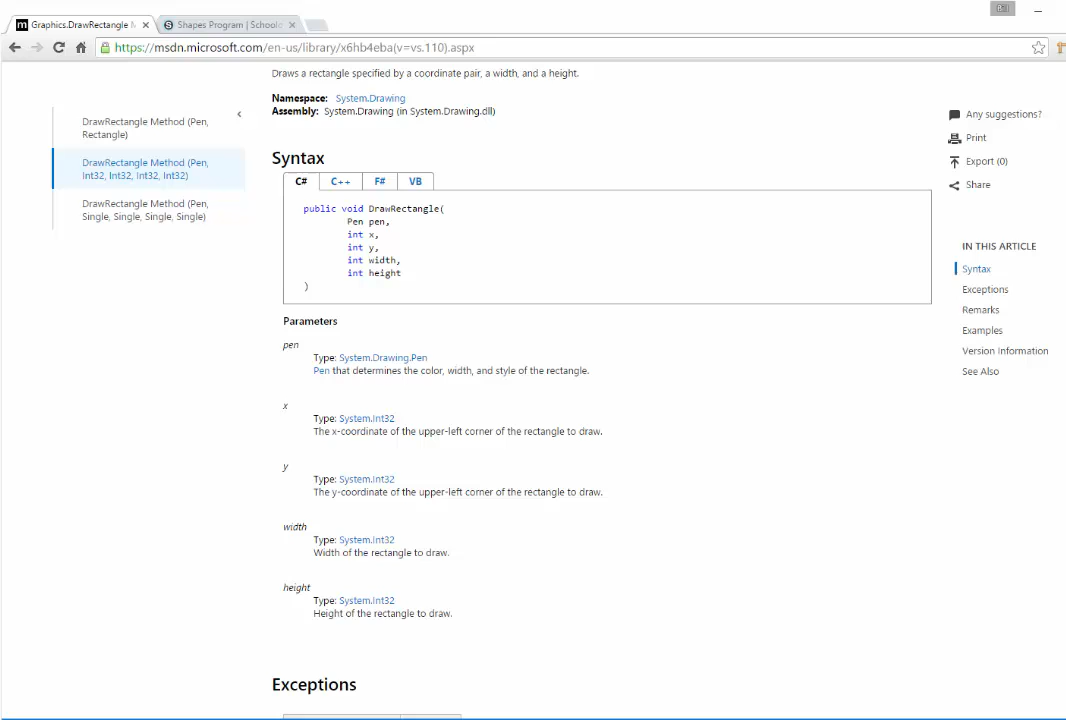 Graphics.DrawRectangle M
Shapes Program | Schoolo
https://msdn.microsoft.com/en-us/library/x6hb4eba(v=vs.110).aspx
Draws a rectangle specified by a coordinate pair, a width, and a height.
Namespace: System.Drawing
Assembly: System.Drawing (in System.Drawing.dll)
DrawRectangle Method (Pen,
Rectangle)
DrawRectangle Method (Pen,
Int32, Int32, Int32, Int32)
DrawRectangle Method (Pen,
Single, Single, Single, Single)
Syntax
C# C++ F# VB
public void DrawRectangle(
Pen pen,
int x,
int y,
int width,
int height
)
Parameters
pen
Type: System.Drawing.Pen
Pen that determines the color, width, and style of the rectangle.
x
Type: System.Int32
The x-coordinate of the upper-left corner of the rectangle to draw.
y
Type: System.Int32
The y-coordinate of the upper-left corner of the rectangle to draw.
width
Type: System.Int32
Width of the rectangle to draw.
height
Type: System.Int32
Height of the rectangle to draw.
Exceptions
Any suggestions?
Print
Export (0)
Share
IN THIS ARTICLE
Syntax
Exceptions
Remarks
Examples
Version Information
See Also